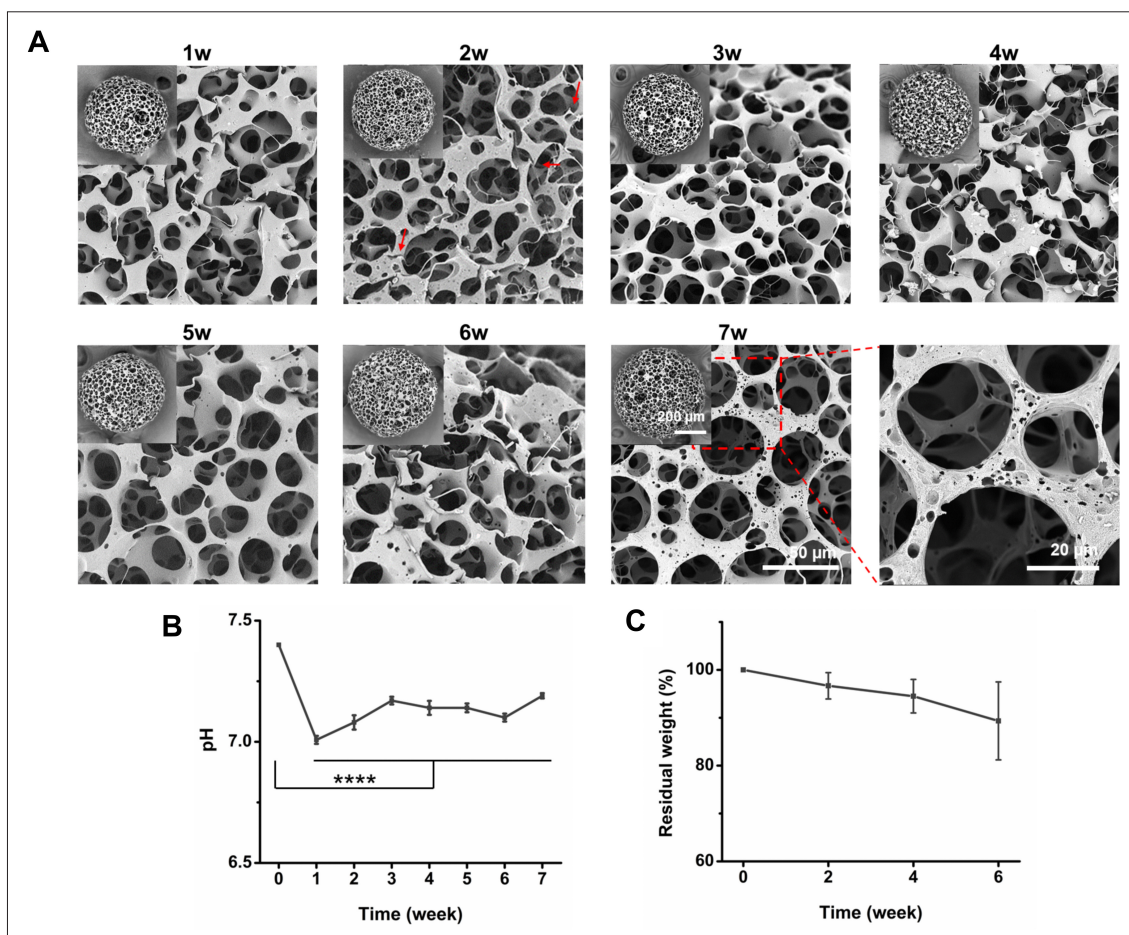 A
1w 2w 3w 4w
5w 6w 7w
200 μm
50 μm
20 μm
B
7.5
7.0
6.5
pH
****
0 1 2 3 4 5 6 7
Time (week)
C
100
80
60
Residual weight (%)
0 2 4 6
Time (week)